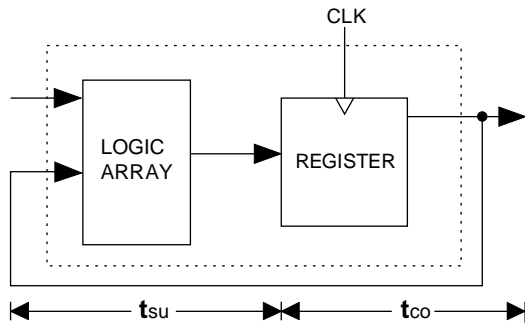 CLK
LOGIC
ARRAY
REGISTER
tsu
tco